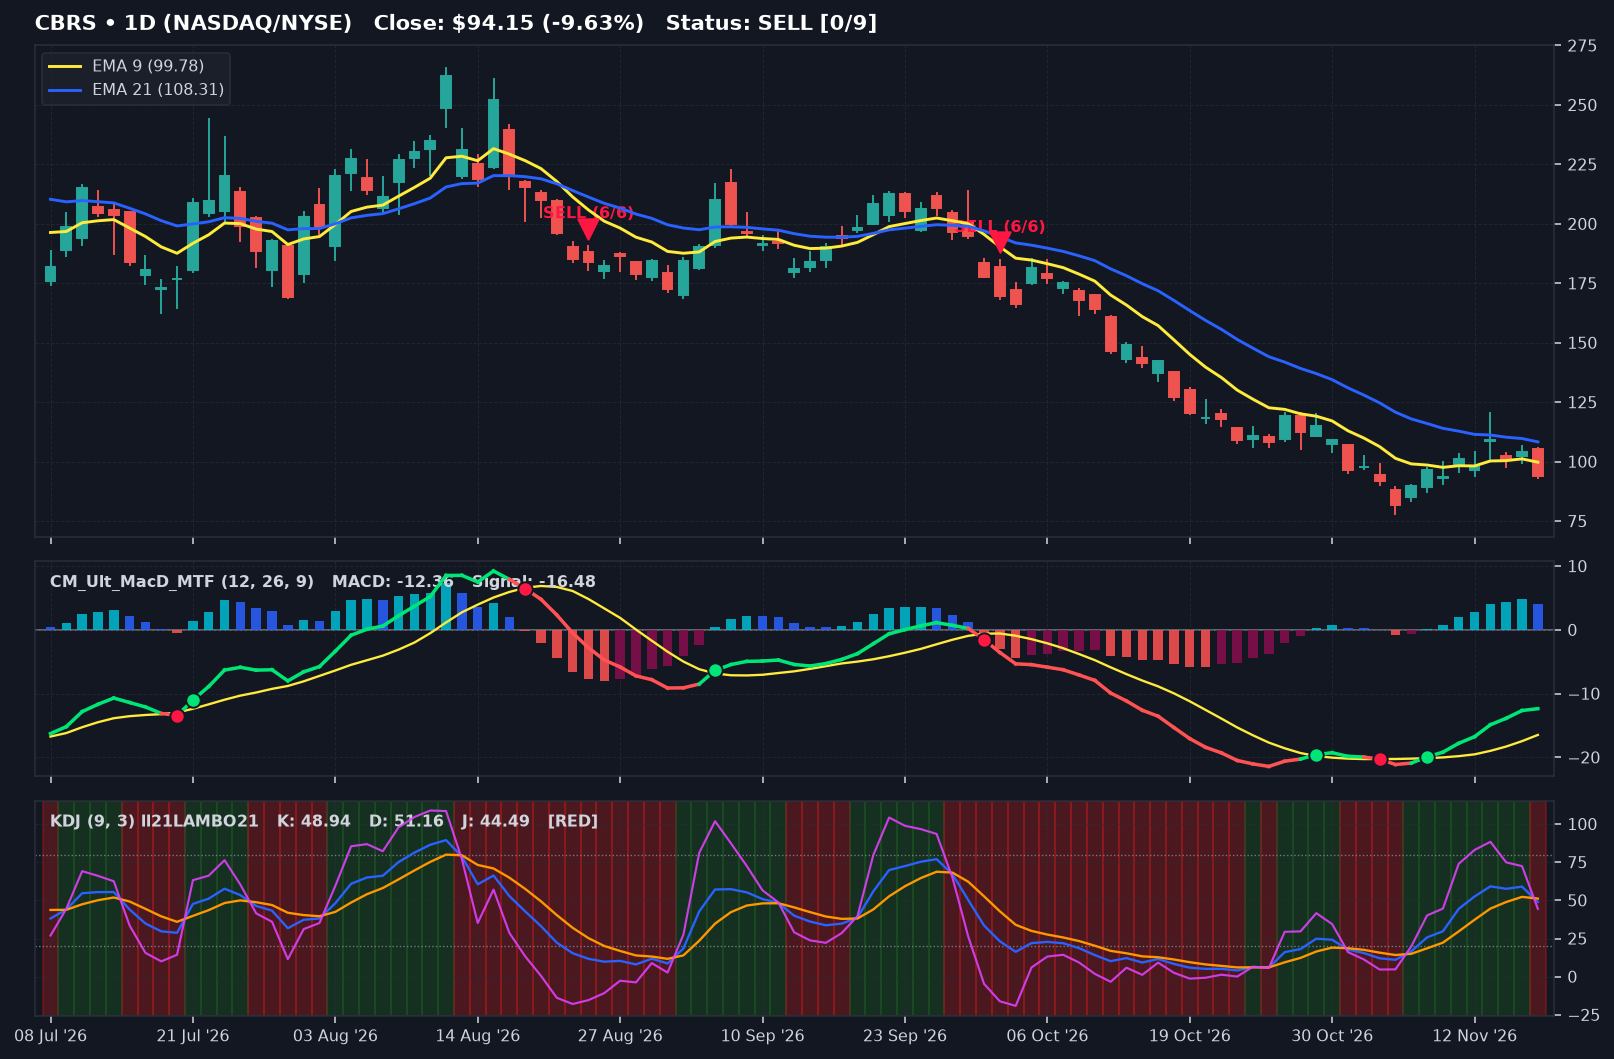 CBRS • 1D (NASDAQ/NYSE) Close: $94.15 (-9.63%) Status: SELL [0/9]
EMA 9 (99.78)
EMA 21 (108.31)
275
250
225
200
175
150
125
100
75
SELL (6/6)
(6/6)
CM_Ult_MacD_MTF (12, 26, 9) MACD: -12.36 Signal: -16.48
10
0
−10
−20
KDJ (9, 3) II21LAMBO21 K: 48.94 D: 51.16 J: 44.49 [RED]
100
75
50
25
0
−25
08 Jul '26
21 Jul '26
03 Aug '26
14 Aug '26
27 Aug '26
10 Sep '26
23 Sep '26
06 Oct '26
19 Oct '26
30 Oct '26
12 Nov '26